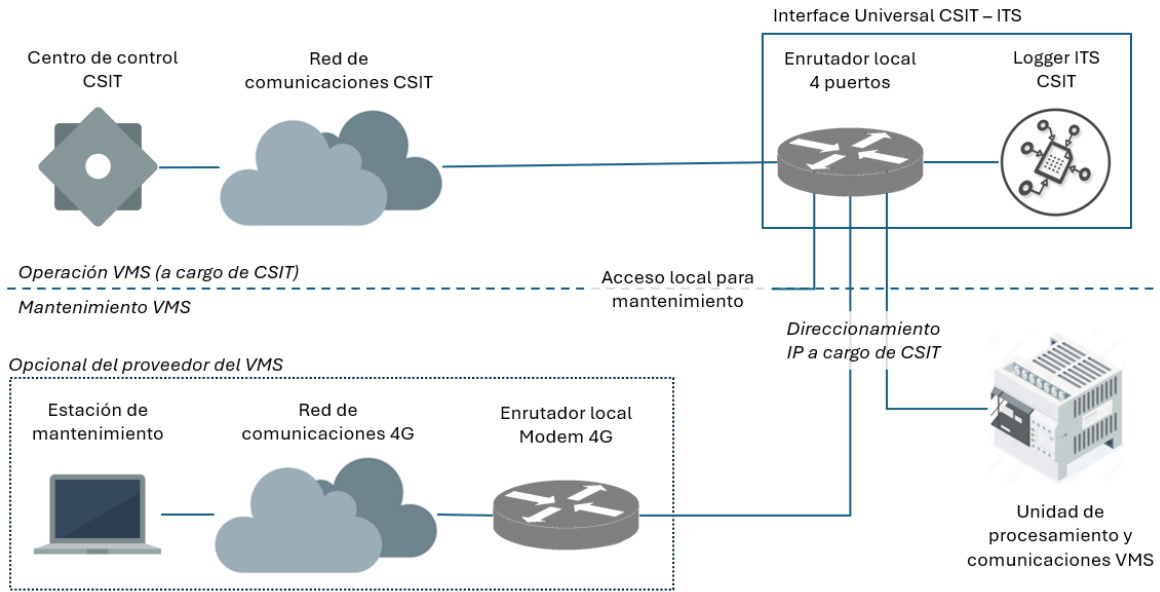 Interface Universal CSIT – ITS
Centro de control
CSIT
Red de
comunicaciones CSIT
Enrutador local
4 puertos
Logger ITS
CSIT
Operación VMS (a cargo de CSIT)
Mantenimiento VMS
Acceso local para
mantenimiento
Direccionamiento
IP a cargo de CSIT
Opcional del proveedor del VMS
Estación de
mantenimiento
Red de
comunicaciones 4G
Enrutador local
Modem 4G
Unidad de
procesamiento y
comunicaciones VMS